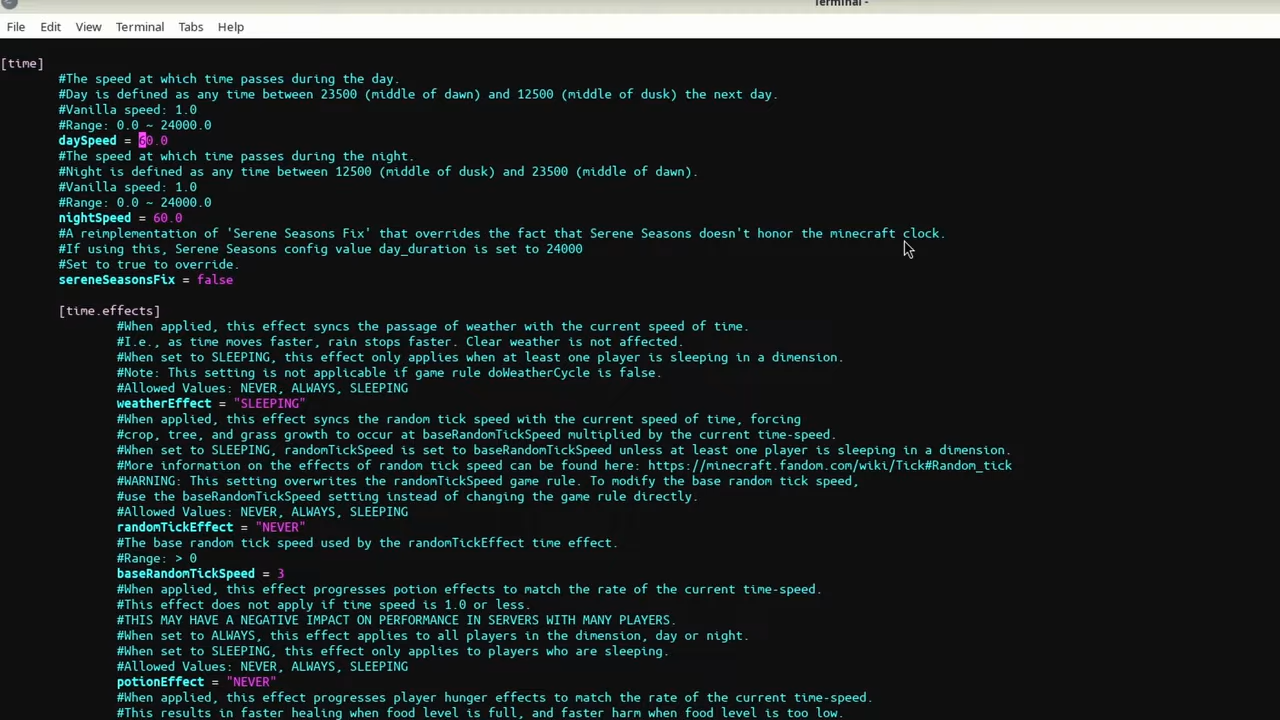 Terminal -
File Edit View Terminal Tabs Help
[time]
#The speed at which time passes during the day.
#Day is defined as any time between 23500 (middle of dawn) and 12500 (middle of dusk) the next day.
#Vanilla speed: 1.0
#Range: 0.0 ~ 24000.0
daySpeed = 60.0
#The speed at which time passes during the night.
#Night is defined as any time between 12500 (middle of dusk) and 23500 (middle of dawn).
#Vanilla speed: 1.0
#Range: 0.0 ~ 24000.0
nightSpeed = 60.0
#A reimplementation of 'Serene Seasons Fix' that overrides the fact that Serene Seasons doesn't honor the minecraft clock.
#If using this, Serene Seasons config value day_duration is set to 24000
#Set to true to override.
sereneSeasonsFix = false
[time.effects]
#When applied, this effect syncs the passage of weather with the current speed of time.
#I.e., as time moves faster, rain stops faster. Clear weather is not affected.
#When set to SLEEPING, this effect only applies when at least one player is sleeping in a dimension.
#Note: This setting is not applicable if game rule doWeatherCycle is false.
#Allowed Values: NEVER, ALWAYS, SLEEPING
weatherEffect = "SLEEPING"
#When applied, this effect syncs the random tick speed with the current speed of time, forcing
#crop, tree, and grass growth to occur at baseRandomTickSpeed multiplied by the current time-speed.
#When set to SLEEPING, randomTickSpeed is set to baseRandomTickSpeed unless at least one player is sleeping in a dimension.
#More information on the effects of random tick speed can be found here: https://minecraft.fandom.com/wiki/Tick#Random_tick
#WARNING: This setting overwrites the randomTickSpeed game rule. To modify the base random tick speed,
#use the baseRandomTickSpeed setting instead of changing the game rule directly.
#Allowed Values: NEVER, ALWAYS, SLEEPING
randomTickEffect = "NEVER"
#The base random tick speed used by the randomTickEffect time effect.
#Range: > 0
baseRandomTickSpeed = 3
#When applied, this effect progresses potion effects to match the rate of the current time-speed.
#This effect does not apply if time speed is 1.0 or less.
#THIS MAY HAVE A NEGATIVE IMPACT ON PERFORMANCE IN SERVERS WITH MANY PLAYERS.
#When set to ALWAYS, this effect applies to all players in the dimension, day or night.
#When set to SLEEPING, this effect only applies to players who are sleeping.
#Allowed Values: NEVER, ALWAYS, SLEEPING
potionEffect = "NEVER"
#When applied, this effect progresses player hunger effects to match the rate of the current time-speed.
#This results in faster healing when food level is full, and faster harm when food level is too low.